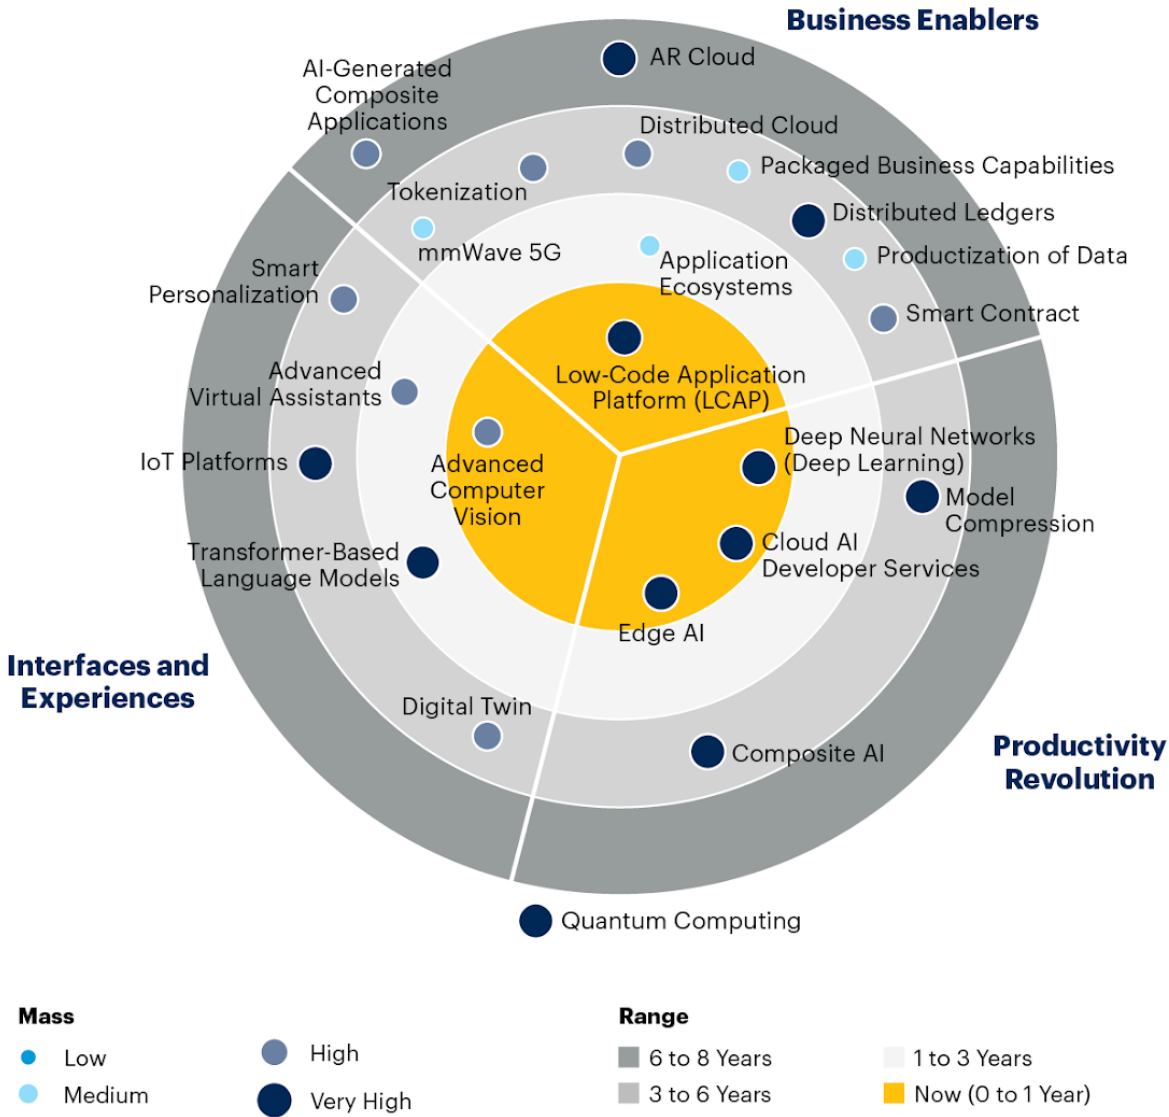 Business Enablers
AR Cloud
AI-Generated
Composite
Applications
Distributed Cloud
Packaged Business Capabilities
Tokenization
Distributed Ledgers
mmWave 5G
Application
Ecosystems
Productization of Data
Smart
Personalization
Smart Contract
Advanced
Virtual Assistants
Low-Code Application
Platform (LCAP)
Deep Neural Networks
(Deep Learning)
IoT Platforms
Advanced
Computer
Vision
Model
Compression
Transformer-Based
Language Models
Cloud AI
Developer Services
Edge AI
Interfaces and
Experiences
Digital Twin
Composite AI
Productivity
Revolution
Quantum Computing
Mass
Low
Medium
High
Very High
Range
6 to 8 Years
3 to 6 Years
1 to 3 Years
Now (0 to 1 Year)